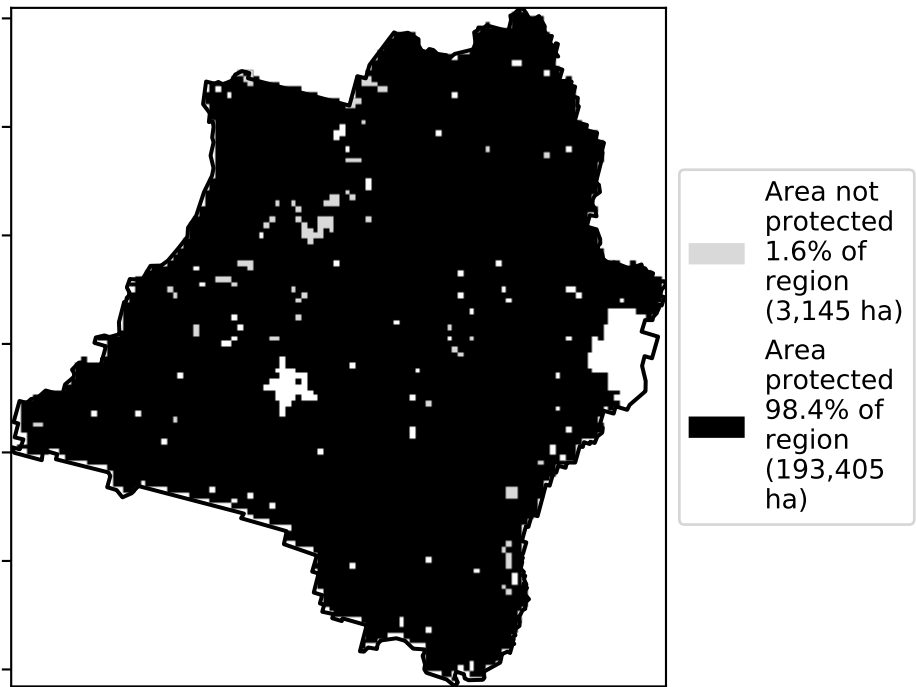 Area not
protected
1.6% of
region
(3,145 ha)
Area
protected
98.4% of
region
(193,405
ha)